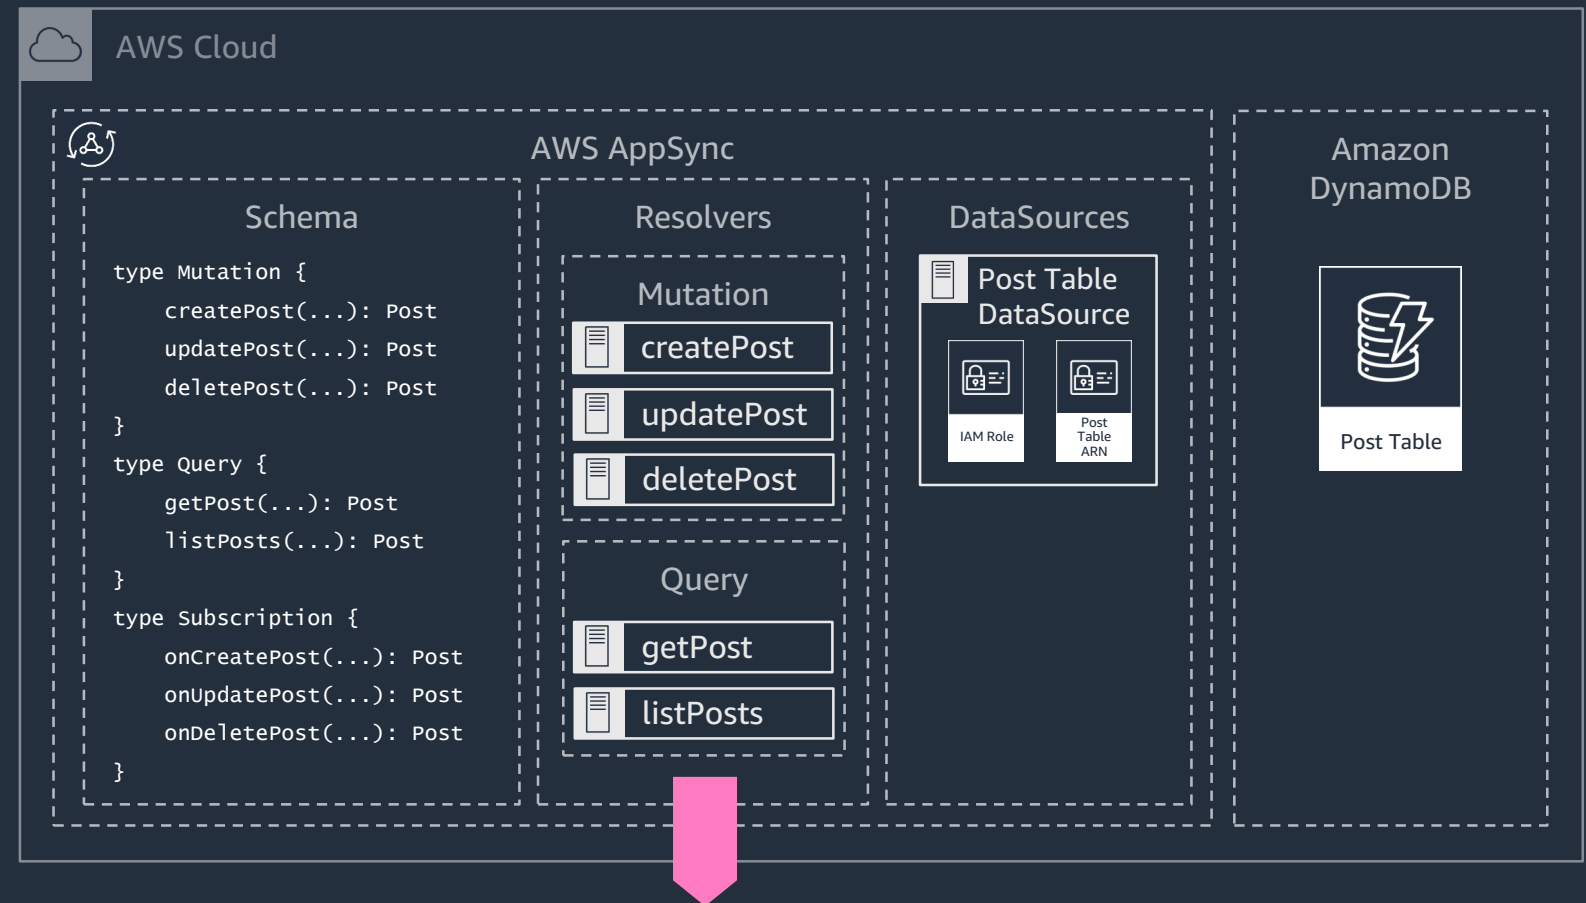 AWS Cloud
AWS AppSync
Schema
type Mutation {
createPost(...): Post
updatePost(...): Post
deletePost(...): Post
}
type Query {
getPost(...): Post
listPosts(...): Post
}
type Subscription {
onCreatePost(...): Post
onUpdatePost(...): Post
onDeletePost(...): Post
}
Resolvers
Mutation
createPost
updatePost
deletePost
Query
getPost
listPosts
DataSources
Post Table
DataSource
IAM Role
Post
Table
ARN
Amazon
DynamoDB
Post Table